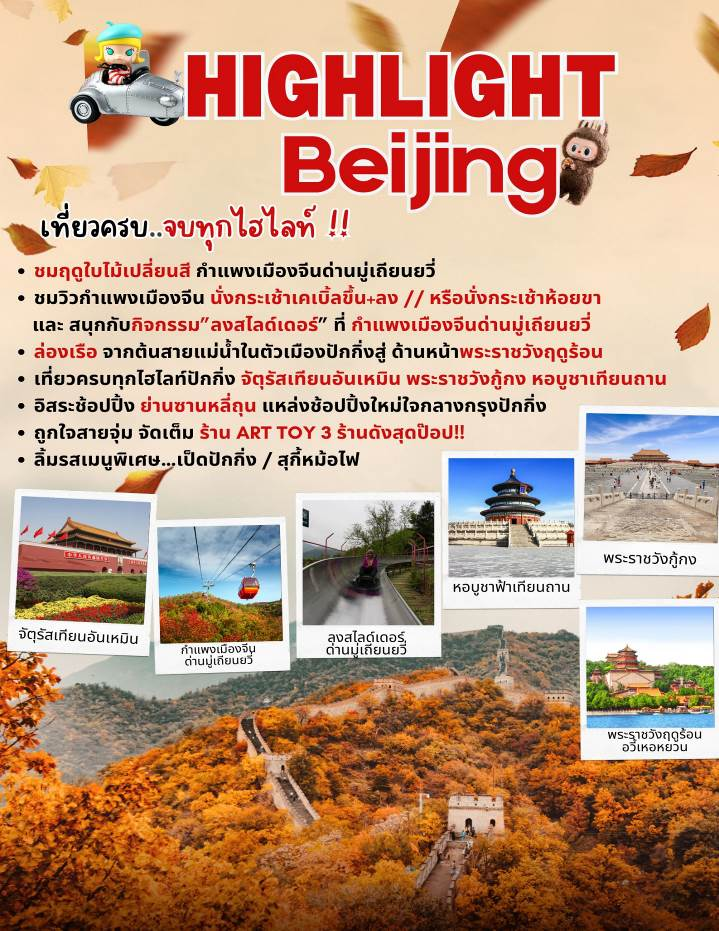 HIGHLIGHT
Beijing
เที่ยวครบ..จบทุกไฮไลท์ !!
• ชมฤดูใบไม้เปลี่ยนสี กำแพงเมืองจีนด่านมู่เถียนยวี่
• ชมวิวกำแพงเมืองจีน นั่งกระเช้าเคเบิ้ลขึ้น+ลง // หรือนั่งกระเช้าห้อยขา
และ สนุกกับกิจกรรม”ลงสไลด์เดอร์” ที่ กำแพงเมืองจีนด่านมู่เถียนยวี่
• ล่องเรือ จากต้นสายแม่น้ำในตัวเมืองปักกิ่งสู่ ด้านหน้าพระราชวังฤดูร้อน
• เที่ยวครบทุกไฮไลท์ปักกิ่ง จัตุรัสเทียนอันเหมิน พระราชวังกู้กง หอบูชาเทียนถาน
• อิสระช้อปปิ้ง ย่านซานหลี่ถุน แหล่งช้อปปิ้งใหม่ใจกลางกรุงปักกิ่ง
• ถูกใจสายจุ่ม จัดเต็ม ร้าน ART TOY 3 ร้านดังสุดป๊อป!!
• ลิ้มรสเมนูพิเศษ...เป็ดปักกิ่ง / สุกี้หม้อไฟ
จัตุรัสเทียนอันเหมิน
กำแพงเมืองจีน
ด่านมู่เถียนยวี่
ลงสไลด์เดอร์
ด่านมู่เถียนยวี่
หอบูชาฟ้าเทียนถาน
พระราชวังกู้กง
พระราชวังฤดูร้อน
อวี้เหอหยวน